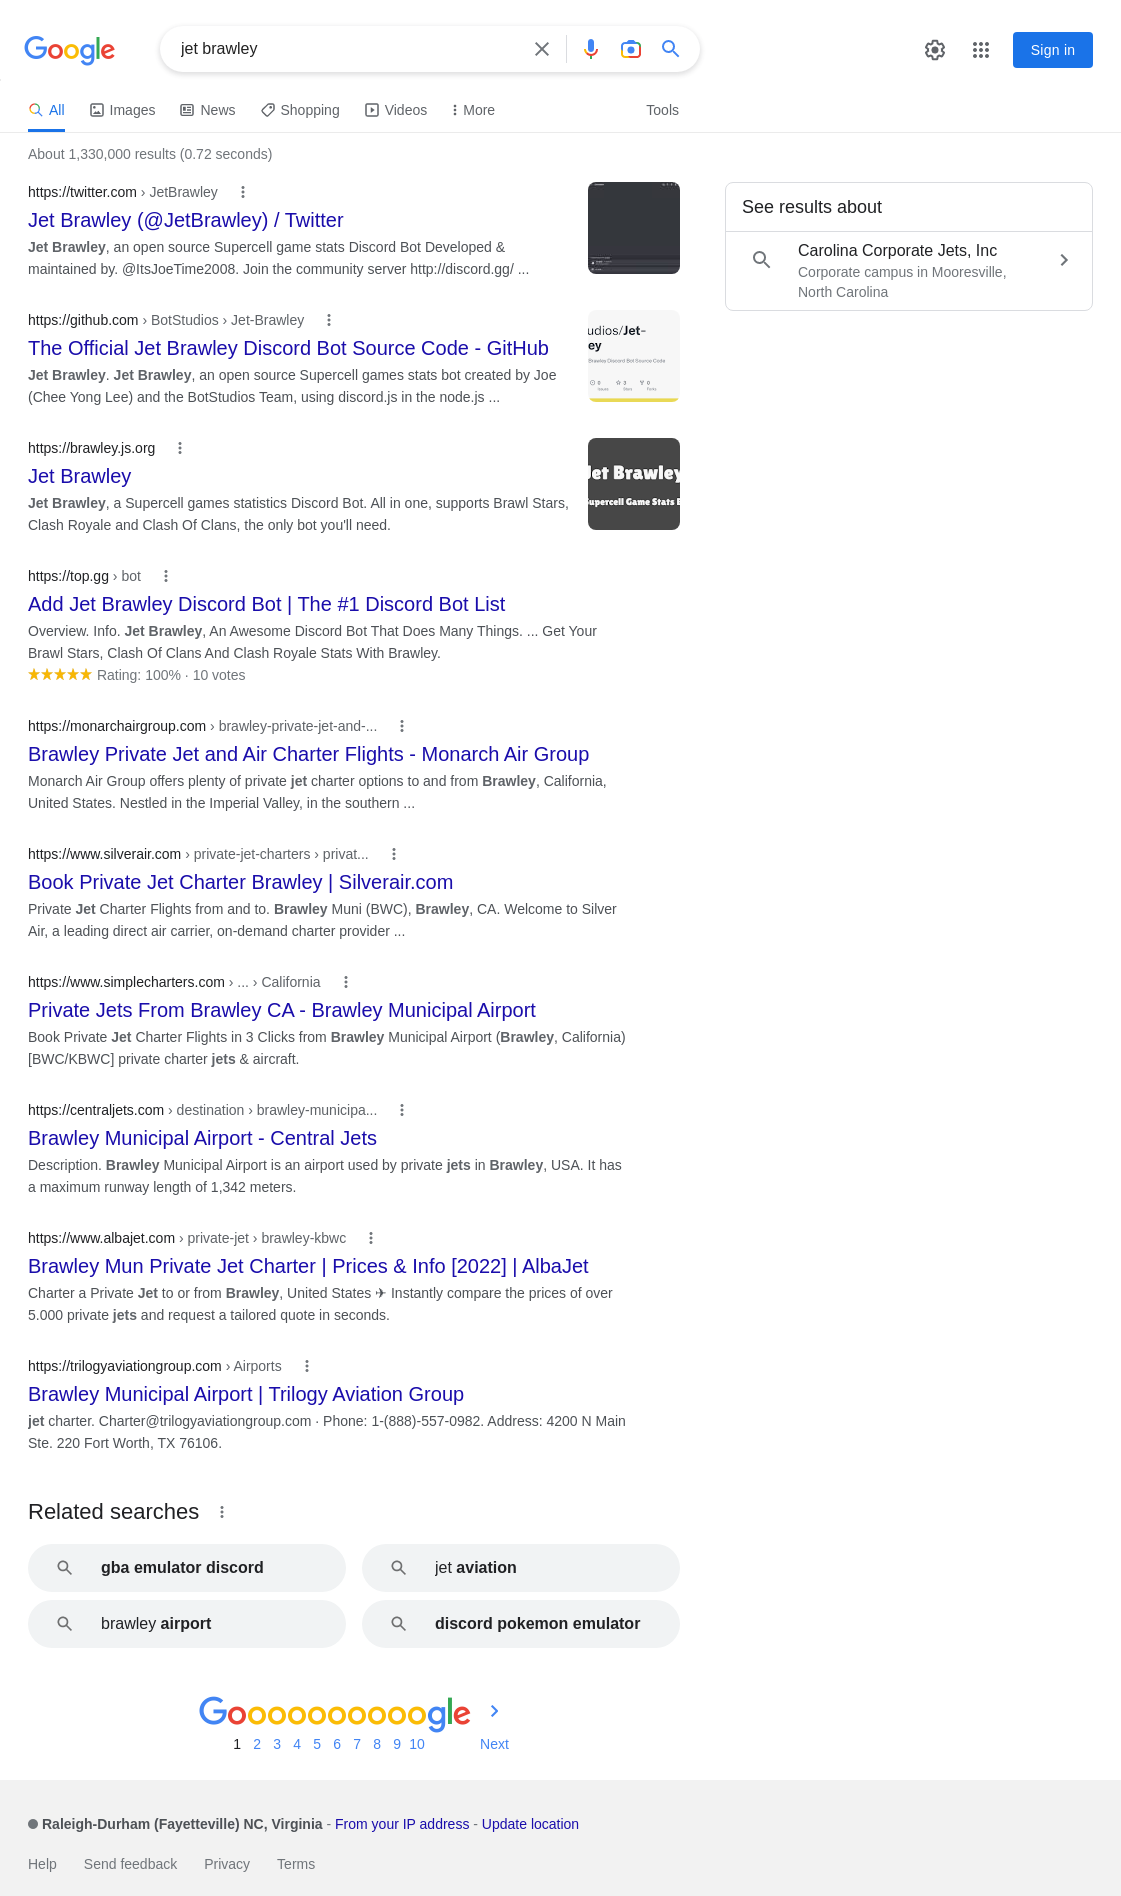 Google
jet brawley
Sign in
All
Images
News
Shopping
Videos
More
Tools
About 1,330,000 results (0.72 seconds)
https://twitter.com › JetBrawley
Jet Brawley (@JetBrawley) / Twitter
Jet Brawley, an open source Supercell game stats Discord Bot Developed &
maintained by. @ItsJoeTime2008. Join the community server http://discord.gg/ ...
https://github.com › BotStudios › Jet-Brawley
The Official Jet Brawley Discord Bot Source Code - GitHub
Jet Brawley. Jet Brawley, an open source Supercell games stats bot created by Joe
(Chee Yong Lee) and the BotStudios Team, using discord.js in the node.js ...
udios/Jet-
ey
Brawley Discord Bot Source Code
https://brawley.js.org
Jet Brawley
Jet Brawley, a Supercell games statistics Discord Bot. All in one, supports Brawl Stars,
Clash Royale and Clash Of Clans, the only bot you'll need.
Jet Brawley
Supercell Game Stats B
https://top.gg › bot
Add Jet Brawley Discord Bot | The #1 Discord Bot List
Overview. Info. Jet Brawley, An Awesome Discord Bot That Does Many Things. ... Get Your
Brawl Stars, Clash Of Clans And Clash Royale Stats With Brawley.
Rating: 100% · 10 votes
https://monarchairgroup.com › brawley-private-jet-and-...
Brawley Private Jet and Air Charter Flights - Monarch Air Group
Monarch Air Group offers plenty of private jet charter options to and from Brawley, California,
United States. Nestled in the Imperial Valley, in the southern ...
https://www.silverair.com › private-jet-charters › privat...
Book Private Jet Charter Brawley | Silverair.com
Private Jet Charter Flights from and to. Brawley Muni (BWC), Brawley, CA. Welcome to Silver
Air, a leading direct air carrier, on-demand charter provider ...
https://www.simplecharters.com › ... › California
Private Jets From Brawley CA - Brawley Municipal Airport
Book Private Jet Charter Flights in 3 Clicks from Brawley Municipal Airport (Brawley, California)
[BWC/KBWC] private charter jets & aircraft.
https://centraljets.com › destination › brawley-municipa...
Brawley Municipal Airport - Central Jets
Description. Brawley Municipal Airport is an airport used by private jets in Brawley, USA. It has
a maximum runway length of 1,342 meters.
https://www.albajet.com › private-jet › brawley-kbwc
Brawley Mun Private Jet Charter | Prices & Info [2022] | AlbaJet
Charter a Private Jet to or from Brawley, United States ✈ Instantly compare the prices of over
5.000 private jets and request a tailored quote in seconds.
https://trilogyaviationgroup.com › Airports
Brawley Municipal Airport | Trilogy Aviation Group
jet charter. Charter@trilogyaviationgroup.com · Phone: 1-(888)-557-0982. Address: 4200 N Main
Ste. 220 Fort Worth, TX 76106.
See results about
Carolina Corporate Jets, Inc
Corporate campus in Mooresville,
North Carolina
Related searches
gba emulator discord
jet aviation
brawley airport
discord pokemon emulator
Goooooooooogle
1 2 3 4 5 6 7 8 9 10 Next
Raleigh-Durham (Fayetteville) NC, Virginia - From your IP address - Update location
Help Send feedback Privacy Terms